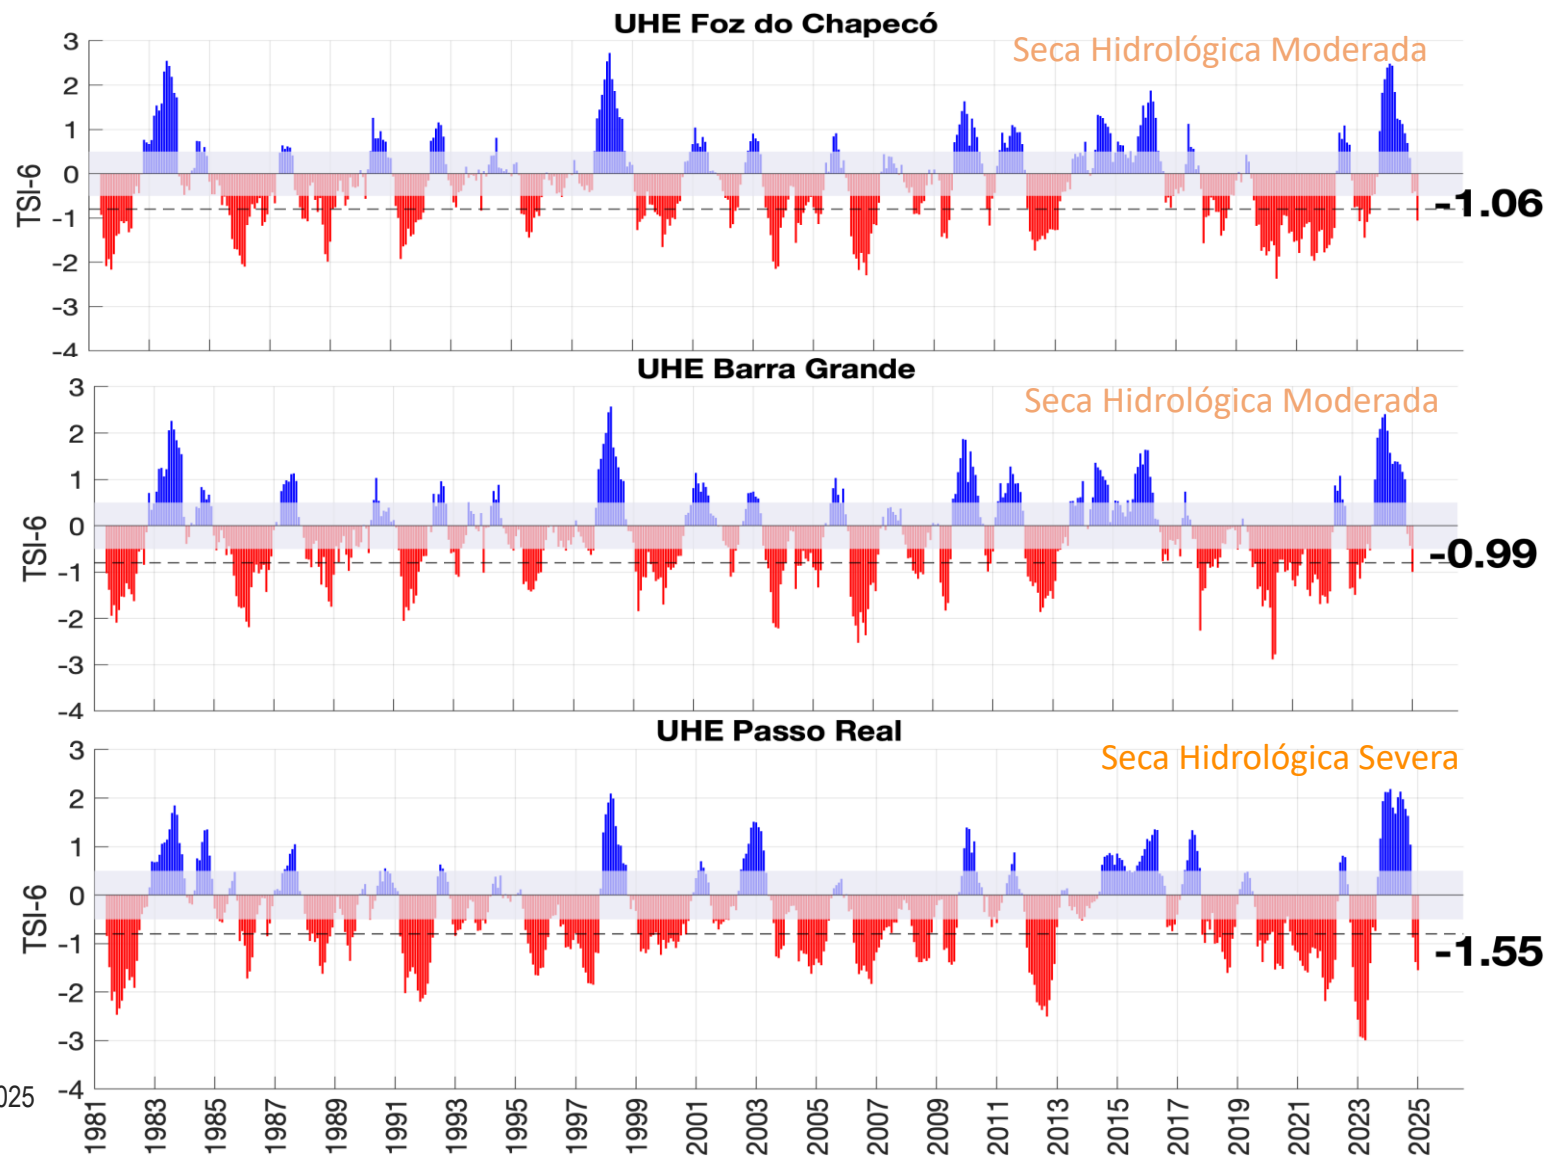 UHE Foz do Chapecó
Seca Hidrológica Moderada
3
2
1
0
-1
-2
-3
-4
TSI-6
-1.06
UHE Barra Grande
Seca Hidrológica Moderada
3
2
1
0
-1
-2
-3
-4
TSI-6
-0.99
UHE Passo Real
Seca Hidrológica Severa
3
2
1
0
-1
-2
-3
-4
TSI-6
-1.55
1981 1983 1985 1987 1989 1991 1993 1995 1997 1999 2001 2003 2005 2007 2009 2011 2013 2015 2017 2019 2021 2023 2025